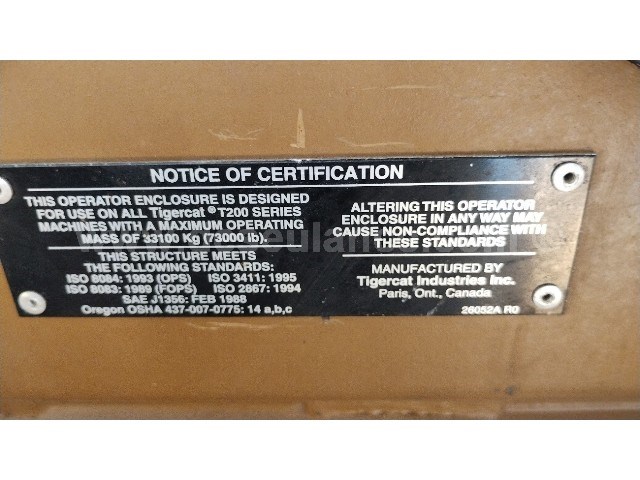 NOTICE OF CERTIFICATION
THIS OPERATOR ENCLOSURE IS DESIGNED
FOR USE ON ALL Tigercat® T200 SERIES
MACHINES WITH A MAXIMUM OPERATING
MASS OF 33100 Kg (73000 lb).
THIS STRUCTURE MEETS
THE FOLLOWING STANDARDS:
ISO 8084: 1993 (OPS) ISO 3411: 1995
ISO 8083: 1989 (FOPS) ISO 2867: 1994
SAE J1356: FEB 1988
Oregon OSHA 437-007-0775: 14 a,b,c
ALTERING THIS OPERATOR
ENCLOSURE IN ANY WAY MAY
CAUSE NON-COMPLIANCE WITH
THESE STANDARDS
MANUFACTURED BY
Tigercat Industries Inc.
Paris, Ont., Canada
26052A R0